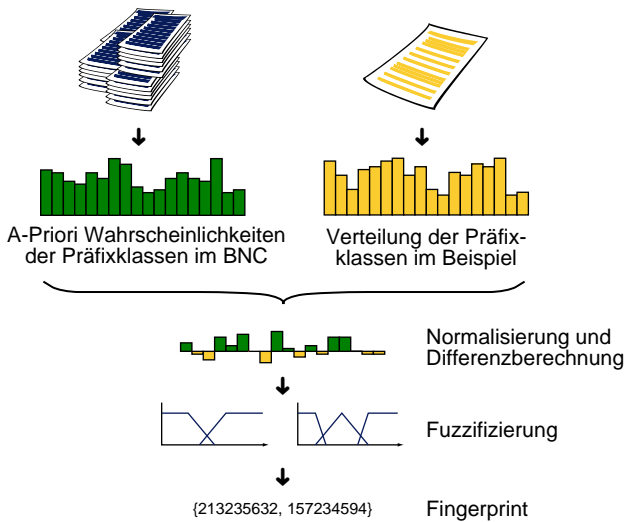 A-Priori Wahrscheinlichkeiten
der Präfixklassen im BNC
Verteilung der Präfix-
klassen im Beispiel
Normalisierung und
Differenzberechnung
Fuzzifizierung
{213235632, 157234594}
Fingerprint